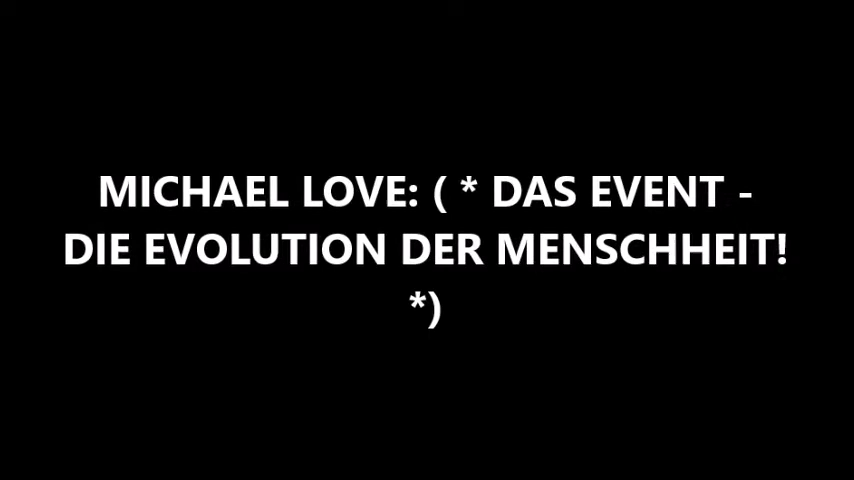 MICHAEL LOVE: ( * DAS EVENT -
DIE EVOLUTION DER MENSCHHEIT!
*)